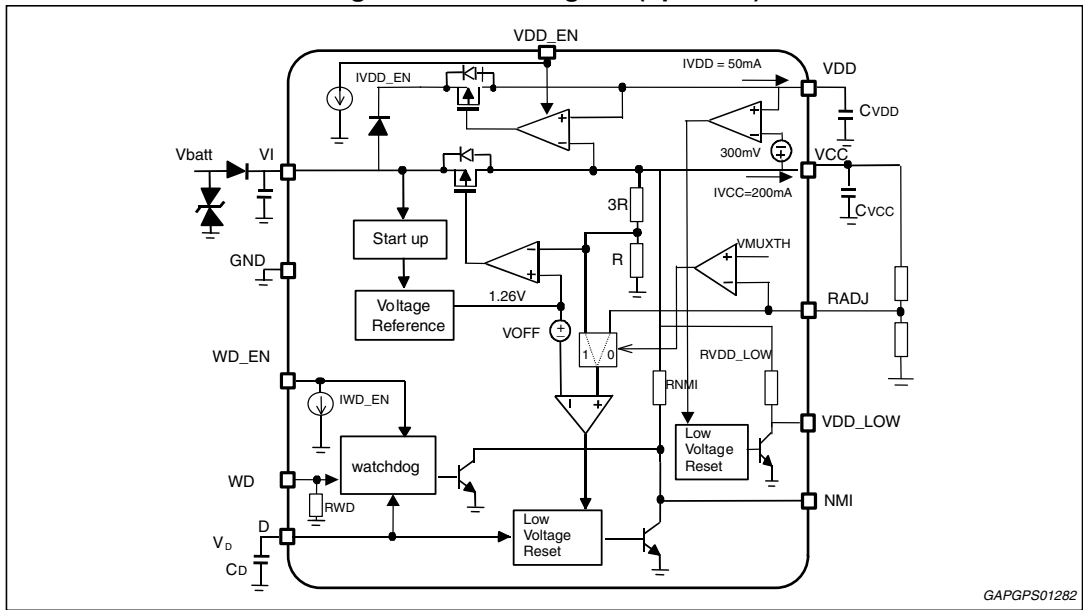 VDD_EN
IVDD_EN
IVDD = 50mA
VDD
CVDD
+
−
+
−
300mV
VCC
Vbatt
VI
IVCC=200mA
CVCC
3R
Start up
−
+
R
VMUXTH
+
−
GND
Voltage
Reference
1.26V
VOFF
RADJ
1 0
RVDD_LOW
WD_EN
IWD_EN
RNMI
− +
VDD_LOW
Low
Voltage
Reset
watchdog
WD
RWD
NMI
D
VD
CD
Low
Voltage
Reset
GAPGPS01282